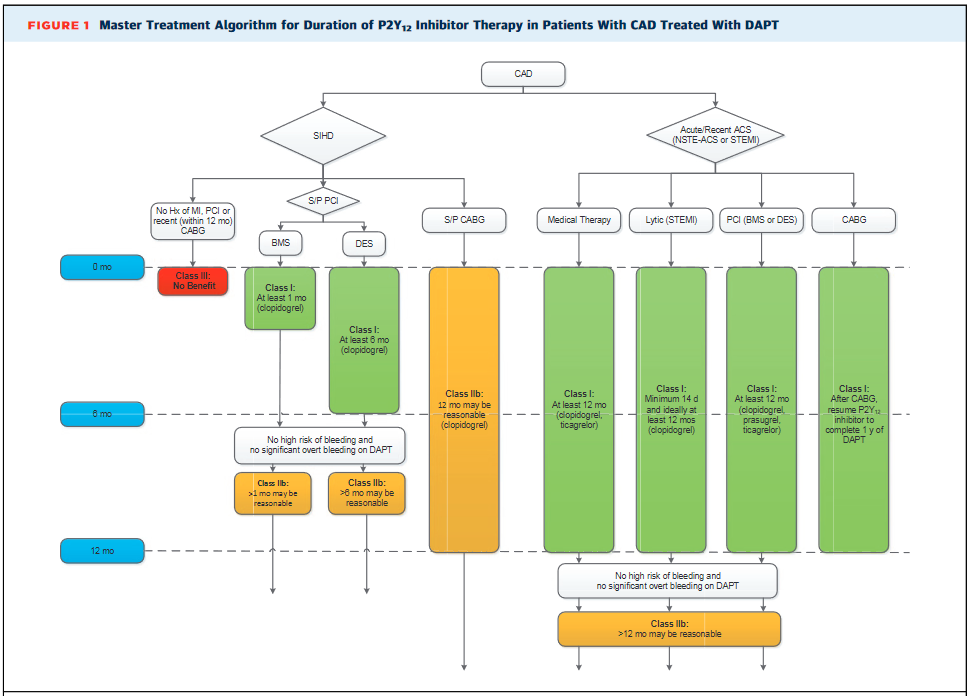 FIGURE 1 Master Treatment Algorithm for Duration of P2Y12 Inhibitor Therapy in Patients With CAD Treated With DAPT
CAD
SIHD
Acute/Recent ACS
(NSTE-ACS or STEMI)
No Hx of MI, PCI or
recent (within 12 mo)
CABG
S/P PCI
BMS
DES
S/P CABG
Medical Therapy
Lytic (STEMI)
PCI (BMS or DES)
CABG
0 mo
Class III:
No Benefit
Class I:
At least 1 mo
(clopidogrel)
Class I:
At least 6 mo
(clopidogrel)
Class IIb:
12 mo may be
reasonable
(clopidogrel)
Class I:
At least 12 mo
(clopidogrel,
ticagrelor)
Class I:
Minimum 14 d
and ideally at
least 12 mos
(clopidogrel)
Class I:
At least 12 mo
(clopidogrel,
prasugrel,
ticagrelor)
Class I:
After CABG,
resume P2Y12
inhibitor to
complete 1 y of
DAPT
6 mo
No high risk of bleeding and
no significant overt bleeding on DAPT
Class IIb:
>1 mo may be
reasonable
Class IIb:
>6 mo may be
reasonable
12 mo
No high risk of bleeding and
no significant overt bleeding on DAPT
Class IIb:
>12 mo may be reasonable